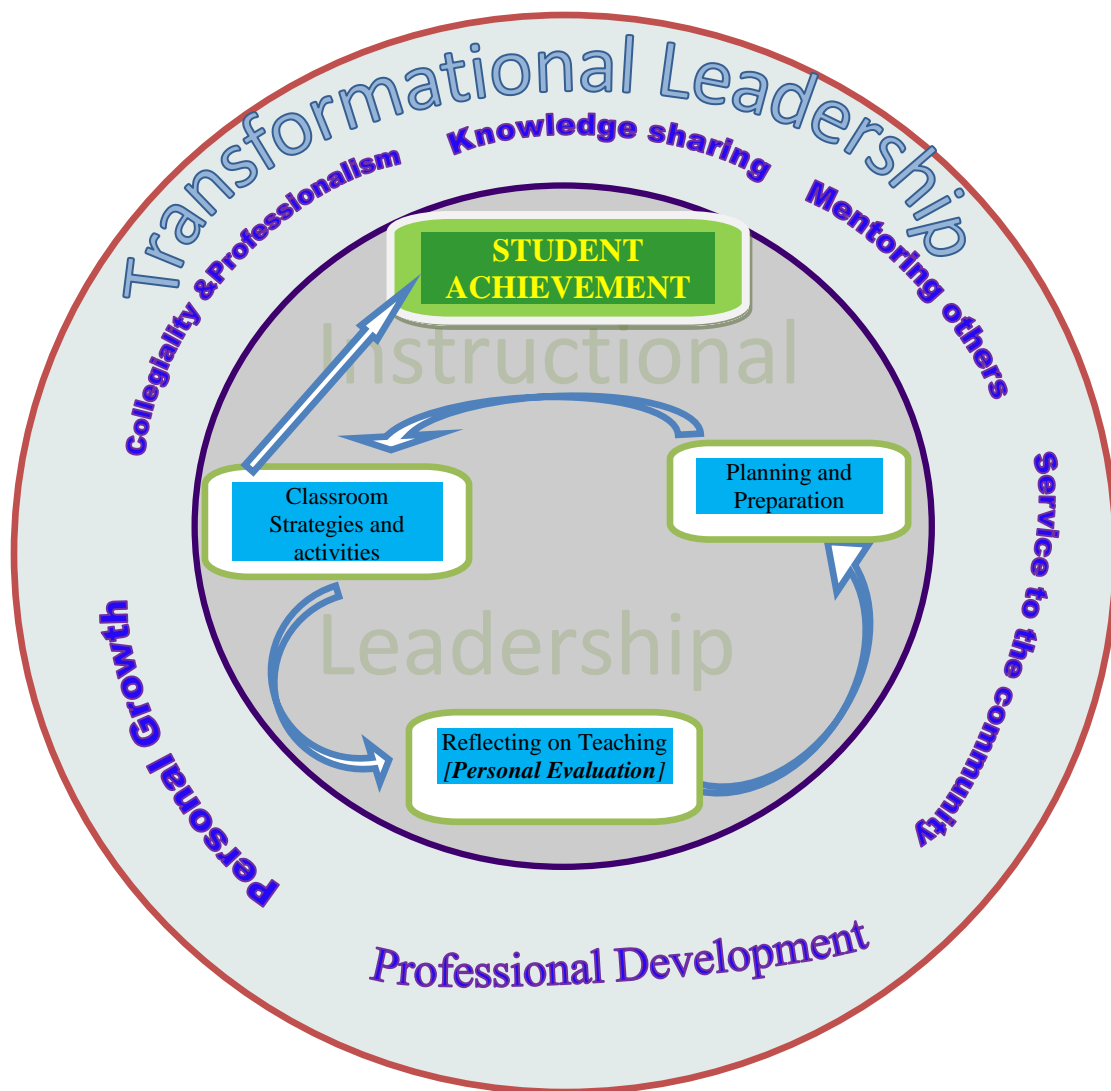 Transformational Leadership
Collegiality &Professionalism
Knowledge sharing
Mentoring others
STUDENT
ACHIEVEMENT
Instructional
Planning and
Preparation
Classroom
Strategies and
activities
Leadership
Reflecting on Teaching
[Personal Evaluation]
Service to the community
Personal Growth
Professional Development